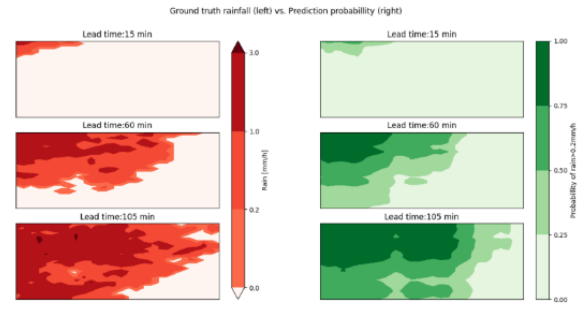 Ground truth rainfall (left) vs. Prediction probabillity (right)
Lead time:15 min
Lead time:15 min
3.0
1.0
0.2
0.0
Rain [mm/h]
1.00
0.75
0.50
0.25
0.00
Probability of rain>0.2mm/h
Lead time:60 min
Lead time:60 min
Lead time:105 min
Lead time:105 min